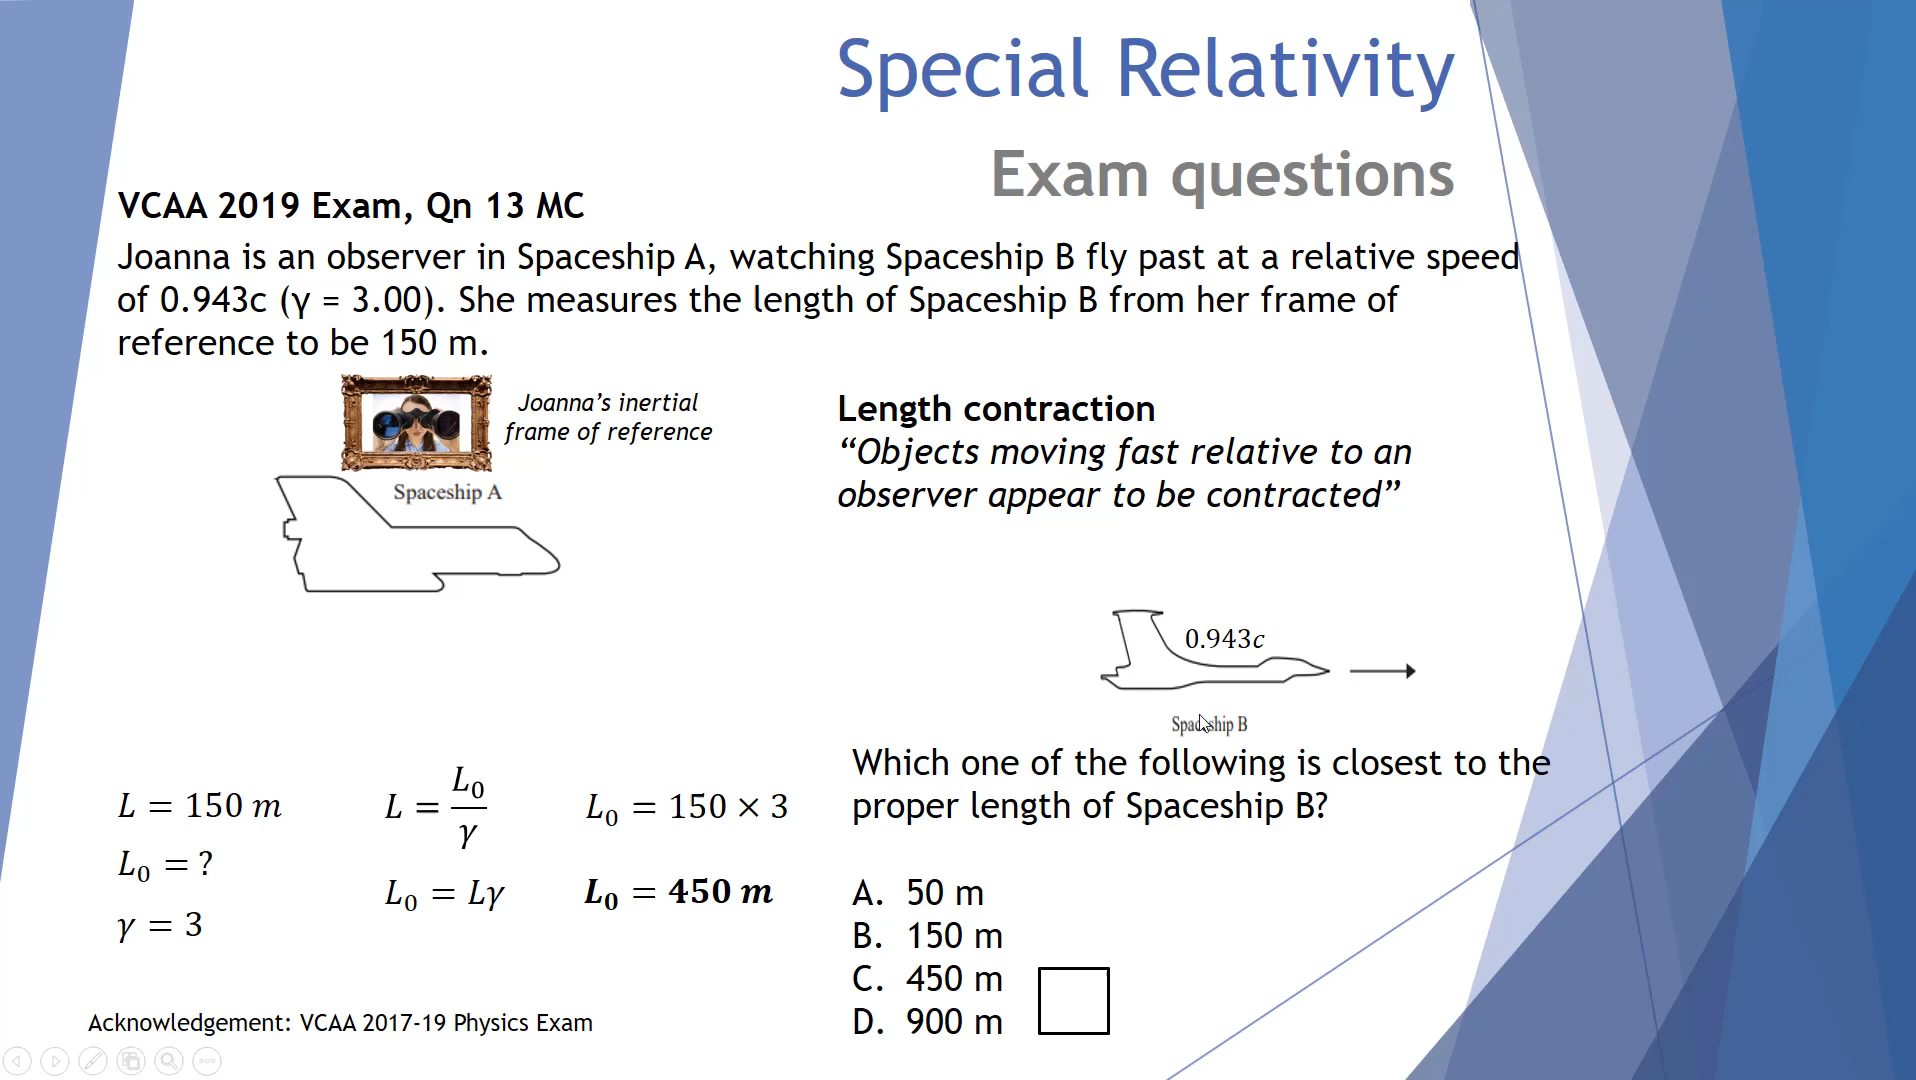 Special Relativity
Exam questions
VCAA 2019 Exam, Qn 13 MC
Joanna is an observer in Spaceship A, watching Spaceship B fly past at a relative speed
of 0.943c (γ = 3.00). She measures the length of Spaceship B from her frame of
reference to be 150 m.
Joanna's inertial
frame of reference
Spaceship A
Length contraction
“Objects moving fast relative to an
observer appear to be contracted”
0.943c
Spaceship B
L = 150 m
L₀ = ?
γ = 3
L = L₀/γ
L₀ = Lγ
L₀ = 150 × 3
L₀ = 450 m
Which one of the following is closest to the
proper length of Spaceship B?
A. 50 m
B. 150 m
C. 450 m
D. 900 m
Acknowledgement: VCAA 2017-19 Physics Exam